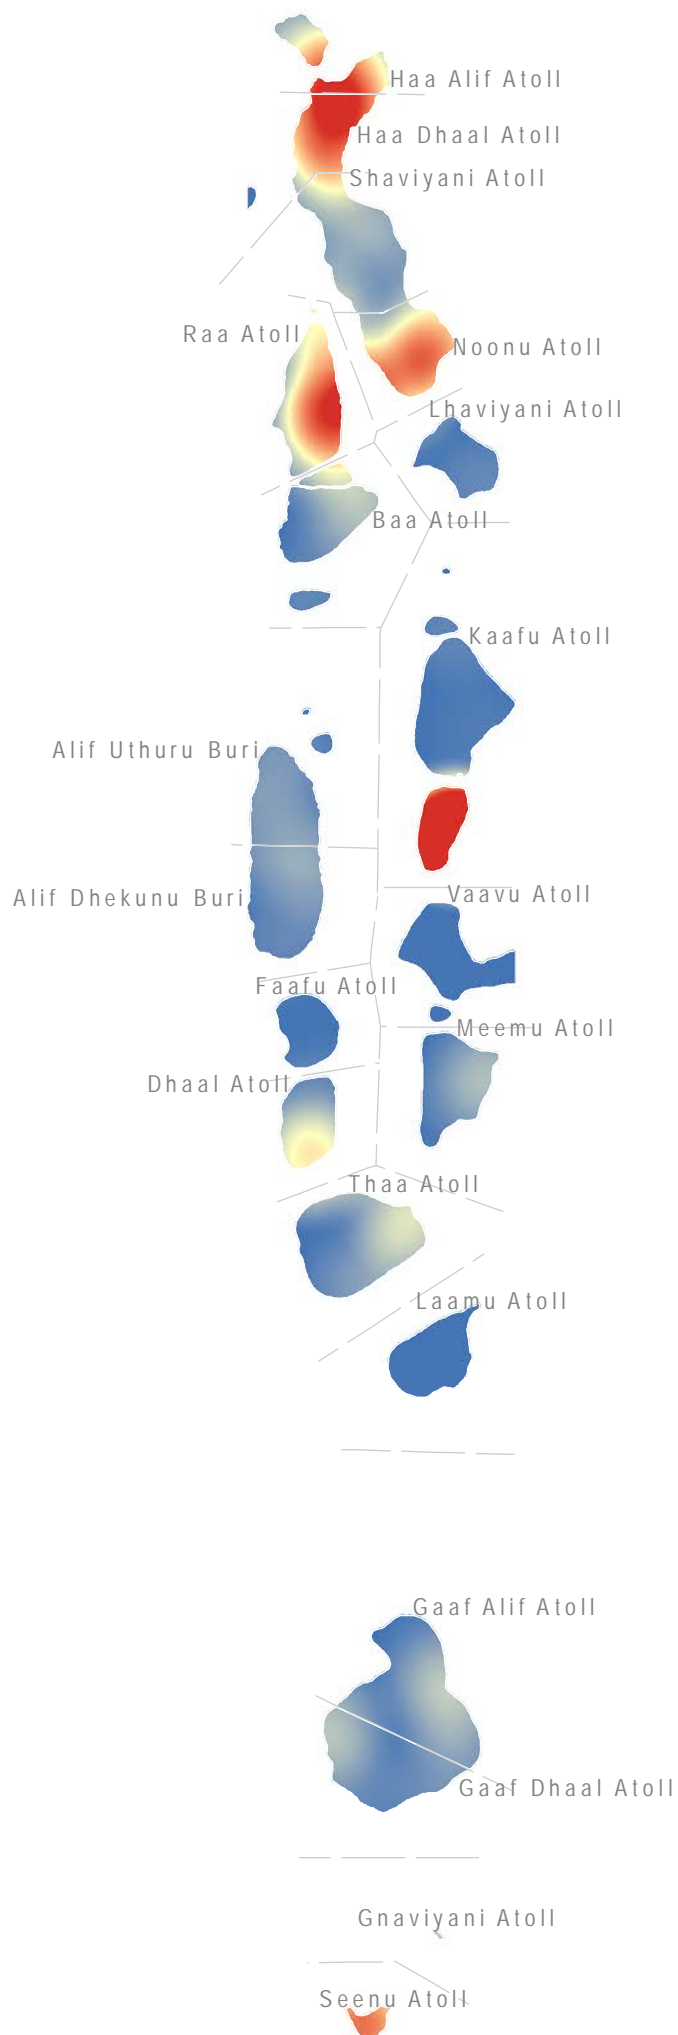 Haa Alif Atoll
Haa Dhaal Atoll
Shaviyani Atoll
Raa Atoll
Noonu Atoll
Lhaviyani Atoll
Baa Atoll
Kaafu Atoll
Alif Uthuru Buri
Vaavu Atoll
Alif Dhekunu Buri
Faafu Atoll
Meemu Atoll
Dhaal Atoll
Thaa Atoll
Laamu Atoll
Gaaf Alif Atoll
Gaaf Dhaal Atoll
Gnaviyani Atoll
Seenu Atoll